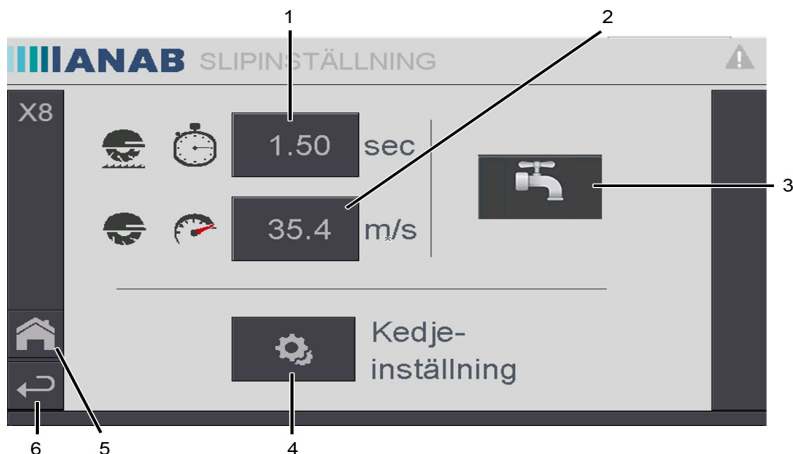 1
2
ANAB SLIPINSTÄLLNING
X8
1.50 sec
3
35.4 m/s
Kedje-
inställning
6
5
4